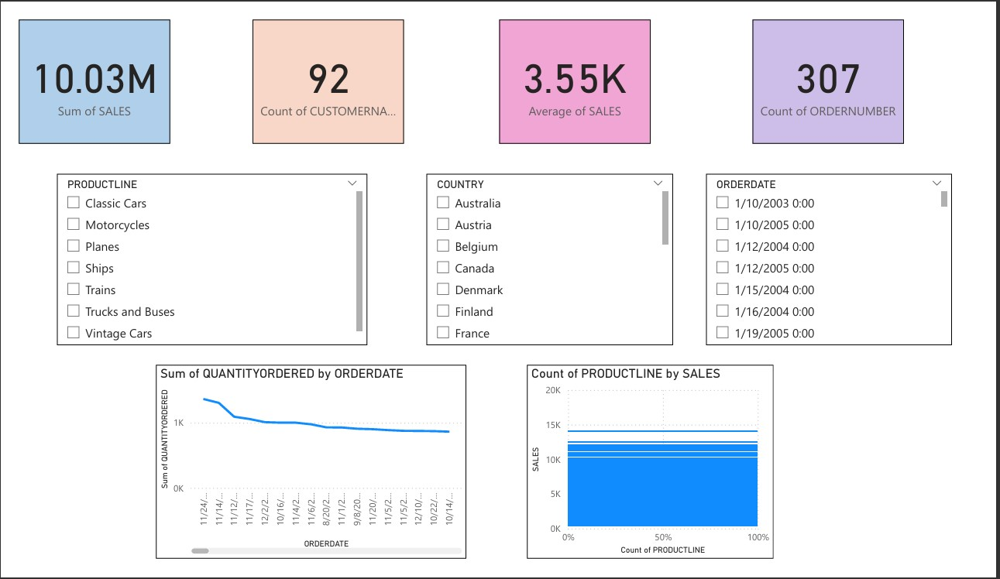 10.03M
Sum of SALES
92
Count of CUSTOMERNA...
3.55K
Average of SALES
307
Count of ORDERNUMBER
PRODUCTLINE
Classic Cars
Motorcycles
Planes
Ships
Trains
Trucks and Buses
Vintage Cars
COUNTRY
Australia
Austria
Belgium
Canada
Denmark
Finland
France
ORDERDATE
1/10/2003 0:00
1/10/2005 0:00
1/12/2004 0:00
1/12/2005 0:00
1/15/2004 0:00
1/16/2004 0:00
1/19/2005 0:00
Sum of QUANTITYORDERED by ORDERDATE
Sum of QUANTITYORDERED
1K
0K
11/24/...
11/14/...
11/12/...
11/17/...
12/2/2...
10/16/...
11/4/2...
11/6/2...
8/20/2...
11/1/2...
9/8/20...
11/20/...
11/5/2...
11/5/2...
12/10/...
10/22/...
10/14/...
ORDERDATE
Count of PRODUCTLINE by SALES
SALES
20K
15K
10K
5K
0K
0%
50%
100%
Count of PRODUCTLINE